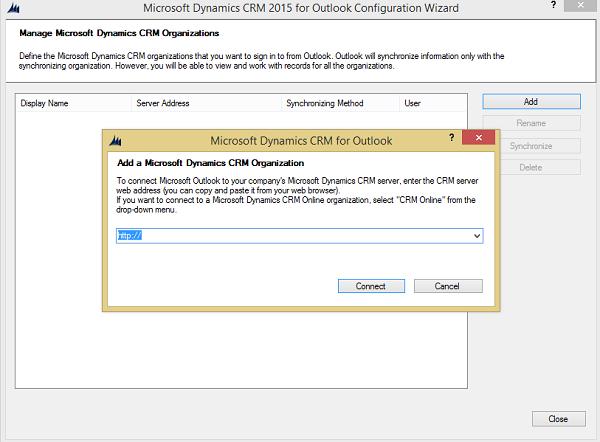 Microsoft Dynamics CRM 2015 for Outlook Configuration Wizard
?
Manage Microsoft Dynamics CRM Organizations
Define the Microsoft Dynamics CRM organizations that you want to sign in to from Outlook. Outlook will synchronize information only with the
synchronizing organization. However, you will be able to view and work with records for all the organizations.
Display Name Server Address Synchronizing Method User
Add
Rename
Synchronize
Delete
Microsoft Dynamics CRM for Outlook
?
Add a Microsoft Dynamics CRM Organization
To connect Microsoft Outlook to your company's Microsoft Dynamics CRM server, enter the CRM server
web address (you can copy and paste it from your web browser).
If you want to connect to a Microsoft Dynamics CRM Online organization, select "CRM Online" from the
drop-down menu.
http://
Connect Cancel
Close